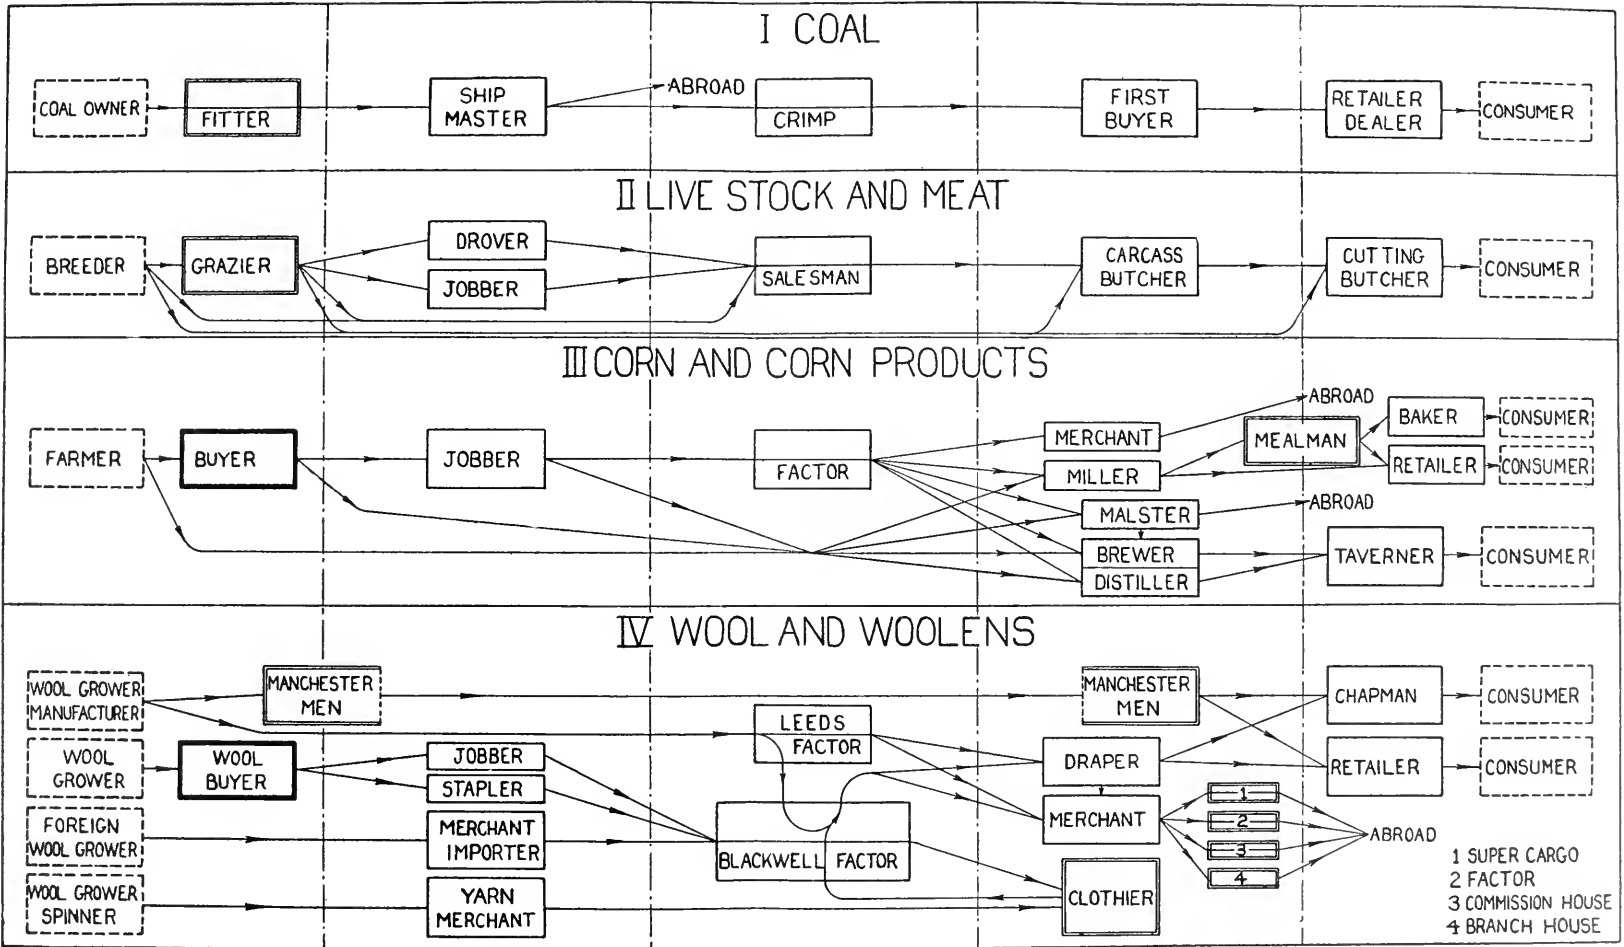 I COAL
COAL OWNER
FITTER
SHIP
MASTER
ABROAD
CRIMP
FIRST
BUYER
RETAILER
DEALER
CONSUMER
II LIVE STOCK AND MEAT
BREEDER
GRAZIER
DROVER
JOBBER
SALESMAN
CARCASS
BUTCHER
CUTTING
BUTCHER
CONSUMER
III CORN AND CORN PRODUCTS
FARMER
BUYER
JOBBER
FACTOR
MERCHANT
MILLER
MALSTER
BREWER
DISTILLER
ABROAD
MEALMAN
BAKER
CONSUMER
RETAILER
CONSUMER
ABROAD
TAVERNER
CONSUMER
IV WOOL AND WOOLENS
WOOL GROWER
MANUFACTURER
MANCHESTER
MEN
MANCHESTER
MEN
CHAPMAN
CONSUMER
WOOL
GROWER
WOOL
BUYER
JOBBER
STAPLER
LEEDS
FACTOR
DRAPER
RETAILER
CONSUMER
FOREIGN
WOOL GROWER
MERCHANT
IMPORTER
BLACKWELL FACTOR
MERCHANT
1
2
3
4
ABROAD
WOOL GROWER
SPINNER
YARN
MERCHANT
CLOTHIER
1 SUPER CARGO
2 FACTOR
3 COMMISSION HOUSE
4 BRANCH HOUSE